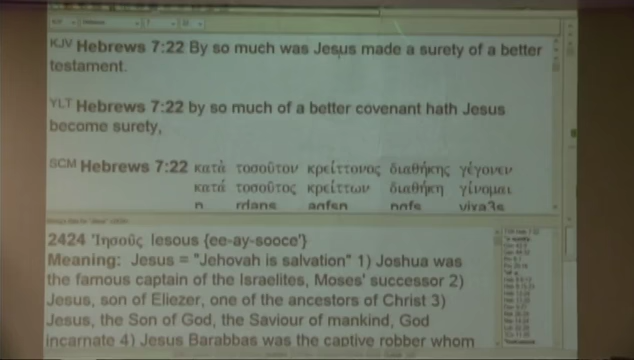 KJV Hebrews 7:22 By so much was Jesus made a surety of a better
testament.
YLT Hebrews 7:22 by so much of a better covenant hath Jesus
become surety,
SCM Hebrews 7:22 κατὰ τοσοῦτον κρείττονος διαθήκης γέγονεν
κατά τοσοῦτος κρείττων διαθήκη γίνομαι
2424 Ἰησοῦς Iesous {ee-ay-sooce'}
Meaning: Jesus = "Jehovah is salvation" 1) Joshua was
the famous captain of the Israelites, Moses' successor 2)
Jesus, son of Eliezer, one of the ancestors of Christ 3)
Jesus, the Son of God, the Saviour of mankind, God
incarnate 4) Jesus Barabbas was the captive robber whom